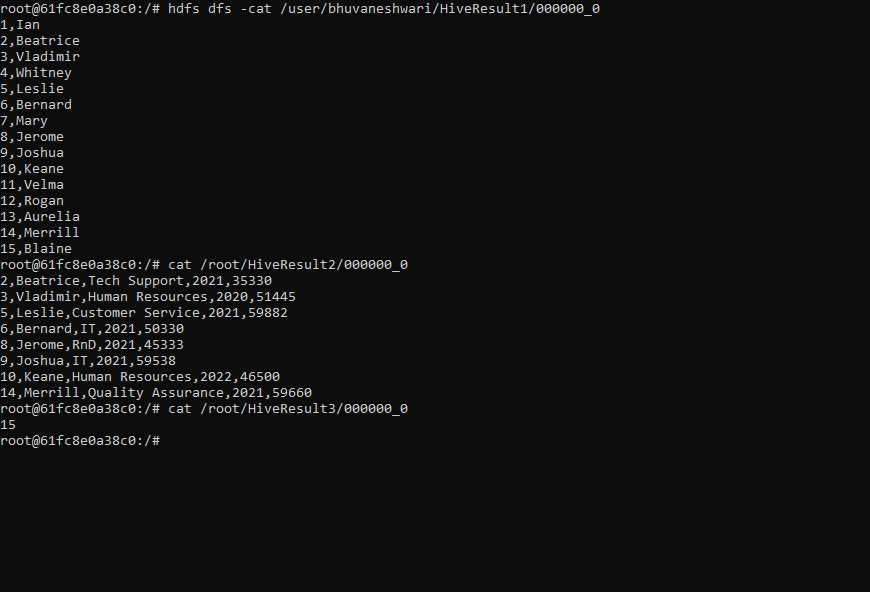 root@61fc8e0a38c0:/# hdfs dfs -cat /user/bhuvaneshwari/HiveResult1/000000_0
1,Ian
2,Beatrice
3,Vladimir
4,Whitney
5,Leslie
6,Bernard
7,Mary
8,Jerome
9,Joshua
10,Keane
11,Velma
12,Rogan
13,Aurelia
14,Merrill
15,Blaine
root@61fc8e0a38c0:/# cat /root/HiveResult2/000000_0
2,Beatrice,Tech Support,2021,35330
3,Vladimir,Human Resources,2020,51445
5,Leslie,Customer Service,2021,59882
6,Bernard,IT,2021,50330
8,Jerome,RnD,2021,45333
9,Joshua,IT,2021,59538
10,Keane,Human Resources,2022,46500
14,Merrill,Quality Assurance,2021,59660
root@61fc8e0a38c0:/# cat /root/HiveResult3/000000_0
15
root@61fc8e0a38c0:/#